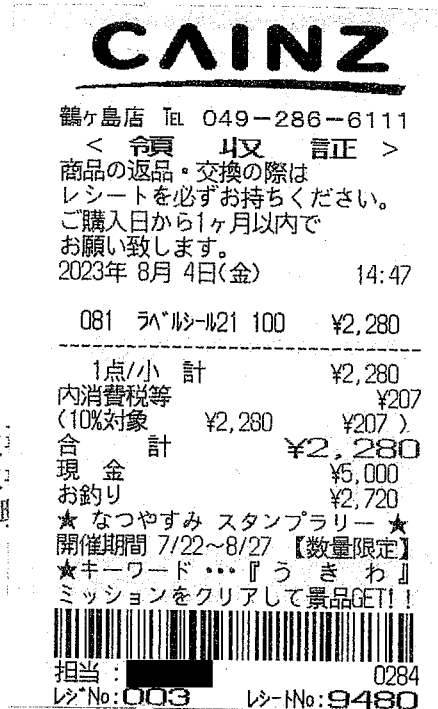 CAINZ
鶴ヶ島店 TEL 049-286-6111
< 領 収 証 >
商品の返品・交換の際は
レシートを必ずお持ちください。
ご購入日から1ヶ月以内で
お願い致します。
2023年 8月 4日(金) 14:47
081 ラベルシール21 100 ¥2,280
1点/小 計 ¥2,280
内消費税等 ¥207
(10%対象 ¥2,280 ¥207 )
合 計 ¥2,280
現 金 ¥5,000
お釣り ¥2,720
★ なつやすみ スタンプラリー ★
開催期間 7/22~8/27 【数量限定】
★キーワード ・・・『 う き わ 』
ミッションをクリアして景品GET!!
担当: 0284
レジNo:003 レシートNo:9480